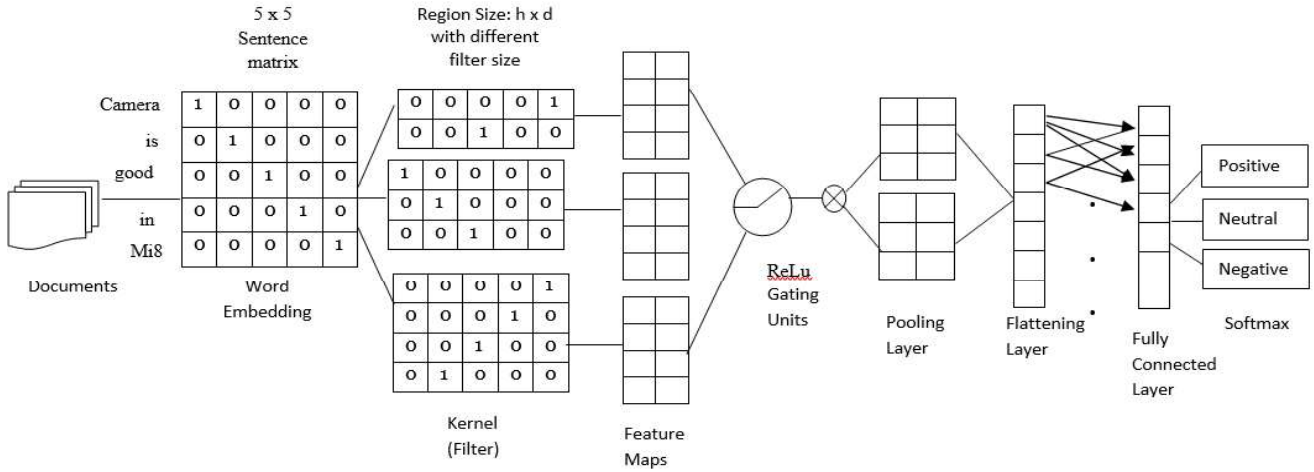 5 x 5
Sentence
matrix
Region Size: h x d
with different
filter size
Camera
is
good
in
Mi8
1 0 0 0 0
0 1 0 0 0
0 0 1 0 0
0 0 0 1 0
0 0 0 0 1
0 0 0 0 1
0 0 1 0 0
1 0 0 0 0
0 1 0 0 0
0 0 1 0 0
0 0 0 0 1
0 0 0 1 0
0 0 1 0 0
0 1 0 0 0
Documents
Word
Embedding
Kernel
(Filter)
Feature
Maps
ReLu
Gating
Units
Pooling
Layer
Flattening
Layer
Fully
Connected
Layer
Positive
Neutral
Negative
Softmax